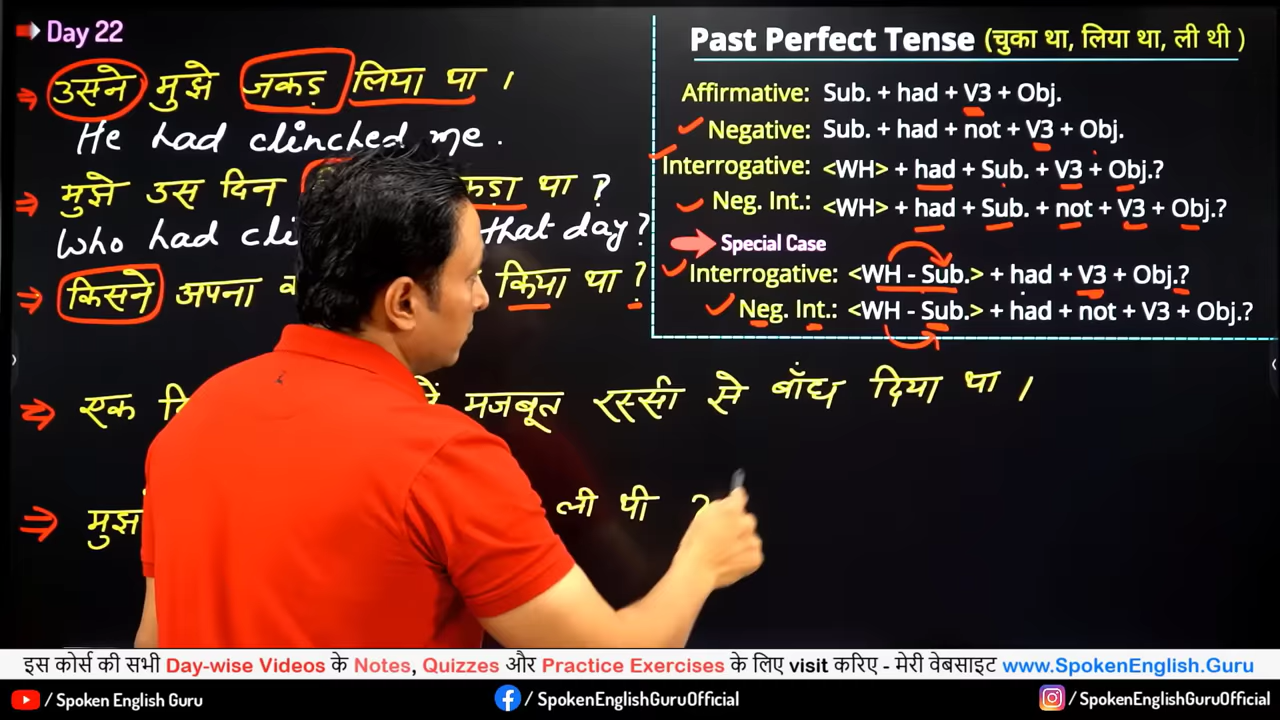 Day 22
उसने मुझे जकड़ लिया था ।
He had clinched me.
मुझे उस दिन था ?
Who had that day?
किसने अपना किया था ?
एक मजबूत रस्सी से बाँध दिया था ।
ली थी ?
Past Perfect Tense (चुका था, लिया था, ली थी )
Affirmative: Sub. + had + V3 + Obj.
Negative: Sub. + had + not + V3 + Obj.
Interrogative: <WH> + had + Sub. + V3 + Obj.?
Neg. Int.: <WH> + had + Sub. + not + V3 + Obj.?
Special Case
Interrogative: <WH - Sub.> + had + V3 + Obj.?
Neg. Int.: <WH - Sub.> + had + not + V3 + Obj.?
इस कोर्स की सभी Day-wise Videos के Notes, Quizzes और Practice Exercises के लिए visit करिए - मेरी वेबसाइट www.SpokenEnglish.Guru
/ Spoken English Guru
/ SpokenEnglishGuruOfficial
/ SpokenEnglishGuruOfficial